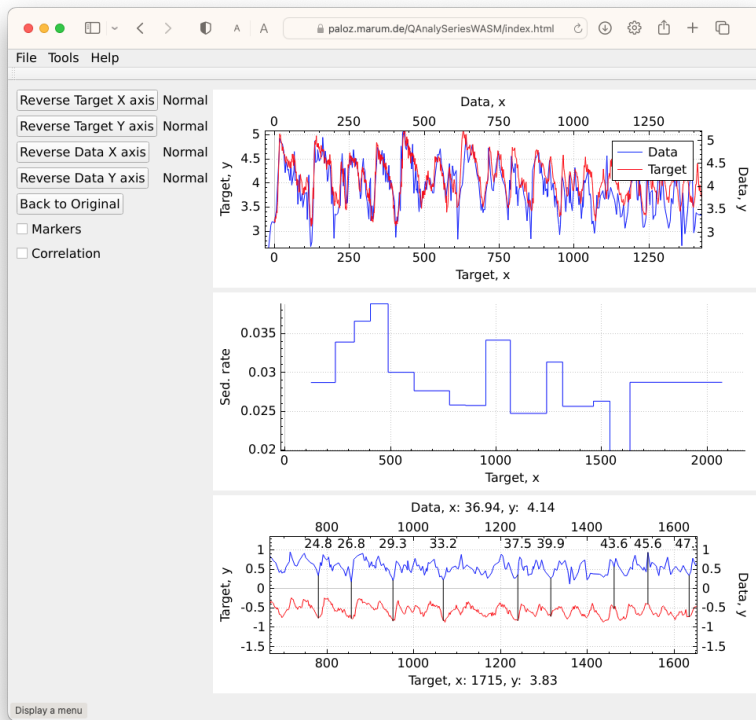 A A paloz.marum.de/QAnalySeriesWASM/index.html
File Tools Help
Reverse Target X axis Normal
Reverse Target Y axis Normal
Reverse Data X axis Normal
Reverse Data Y axis Normal
Back to Original
Markers
Correlation
Data, x
0 250 500 750 1000 1250
5
4.5
4
3.5
3
Target, y
Data
Target
5
4.5
4
3.5
3
Data, y
0 250 500 750 1000 1250
Target, x
0.035
0.03
0.025
0.02
Sed. rate
0 500 1000 1500 2000
Target, x
Data, x: 36.94, y: 4.14
800 1000 1200 1400 1600
24.8 26.8 29.3 33.2 37.5 39.9 43.6 45.6 47.
1
0.5
0
-0.5
-1
-1.5
Target, y
1
0.5
0
-0.5
-1
-1.5
Data, y
800 1000 1200 1400 1600
Target, x: 1715, y: 3.83
Display a menu